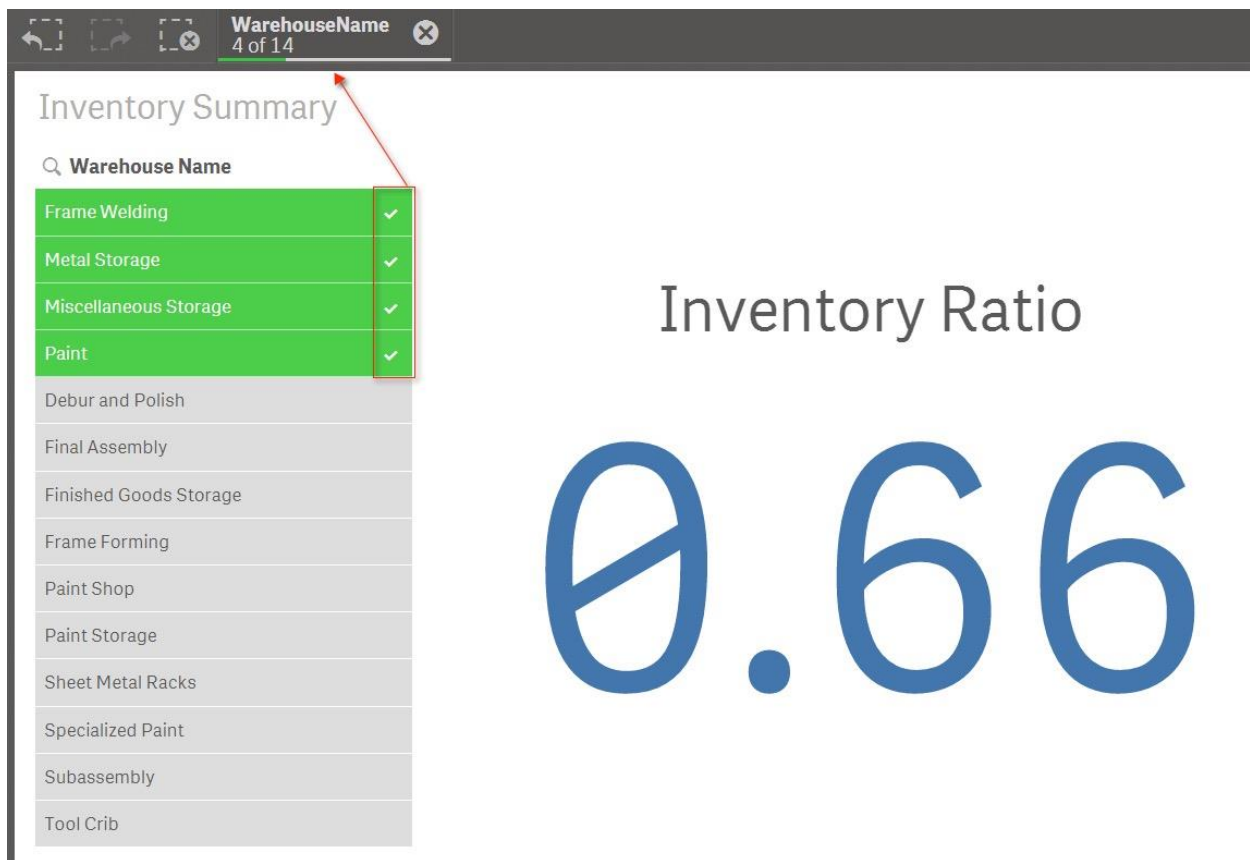 WarehouseName
4 of 14
Inventory Summary
Warehouse Name
Frame Welding
Metal Storage
Miscellaneous Storage
Paint
Debur and Polish
Final Assembly
Finished Goods Storage
Frame Forming
Paint Shop
Paint Storage
Sheet Metal Racks
Specialized Paint
Subassembly
Tool Crib
Inventory Ratio
0.66